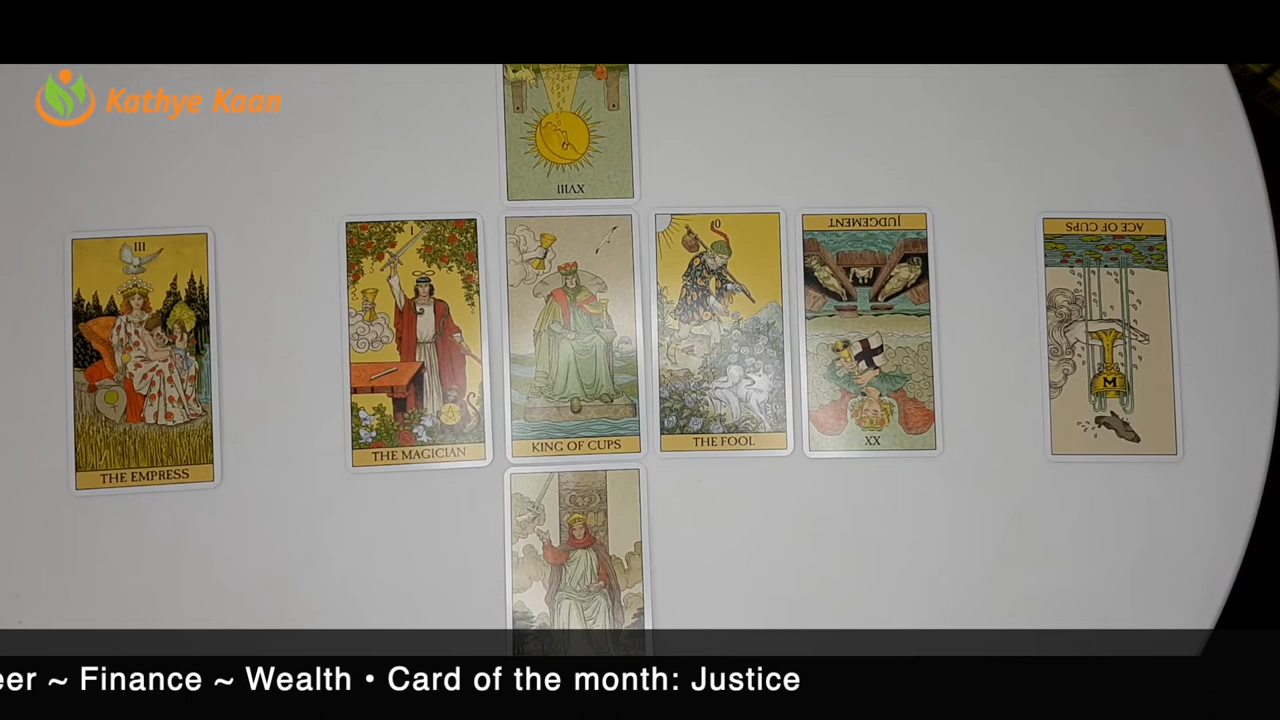 Kathye Kaan
XVIII
III
THE EMPRESS
I
THE MAGICIAN
KING OF CUPS
0
THE FOOL
JUDGEMENT
XX
ACE OF CUPS
M
eer ~ Finance ~ Wealth • Card of the month: Justice